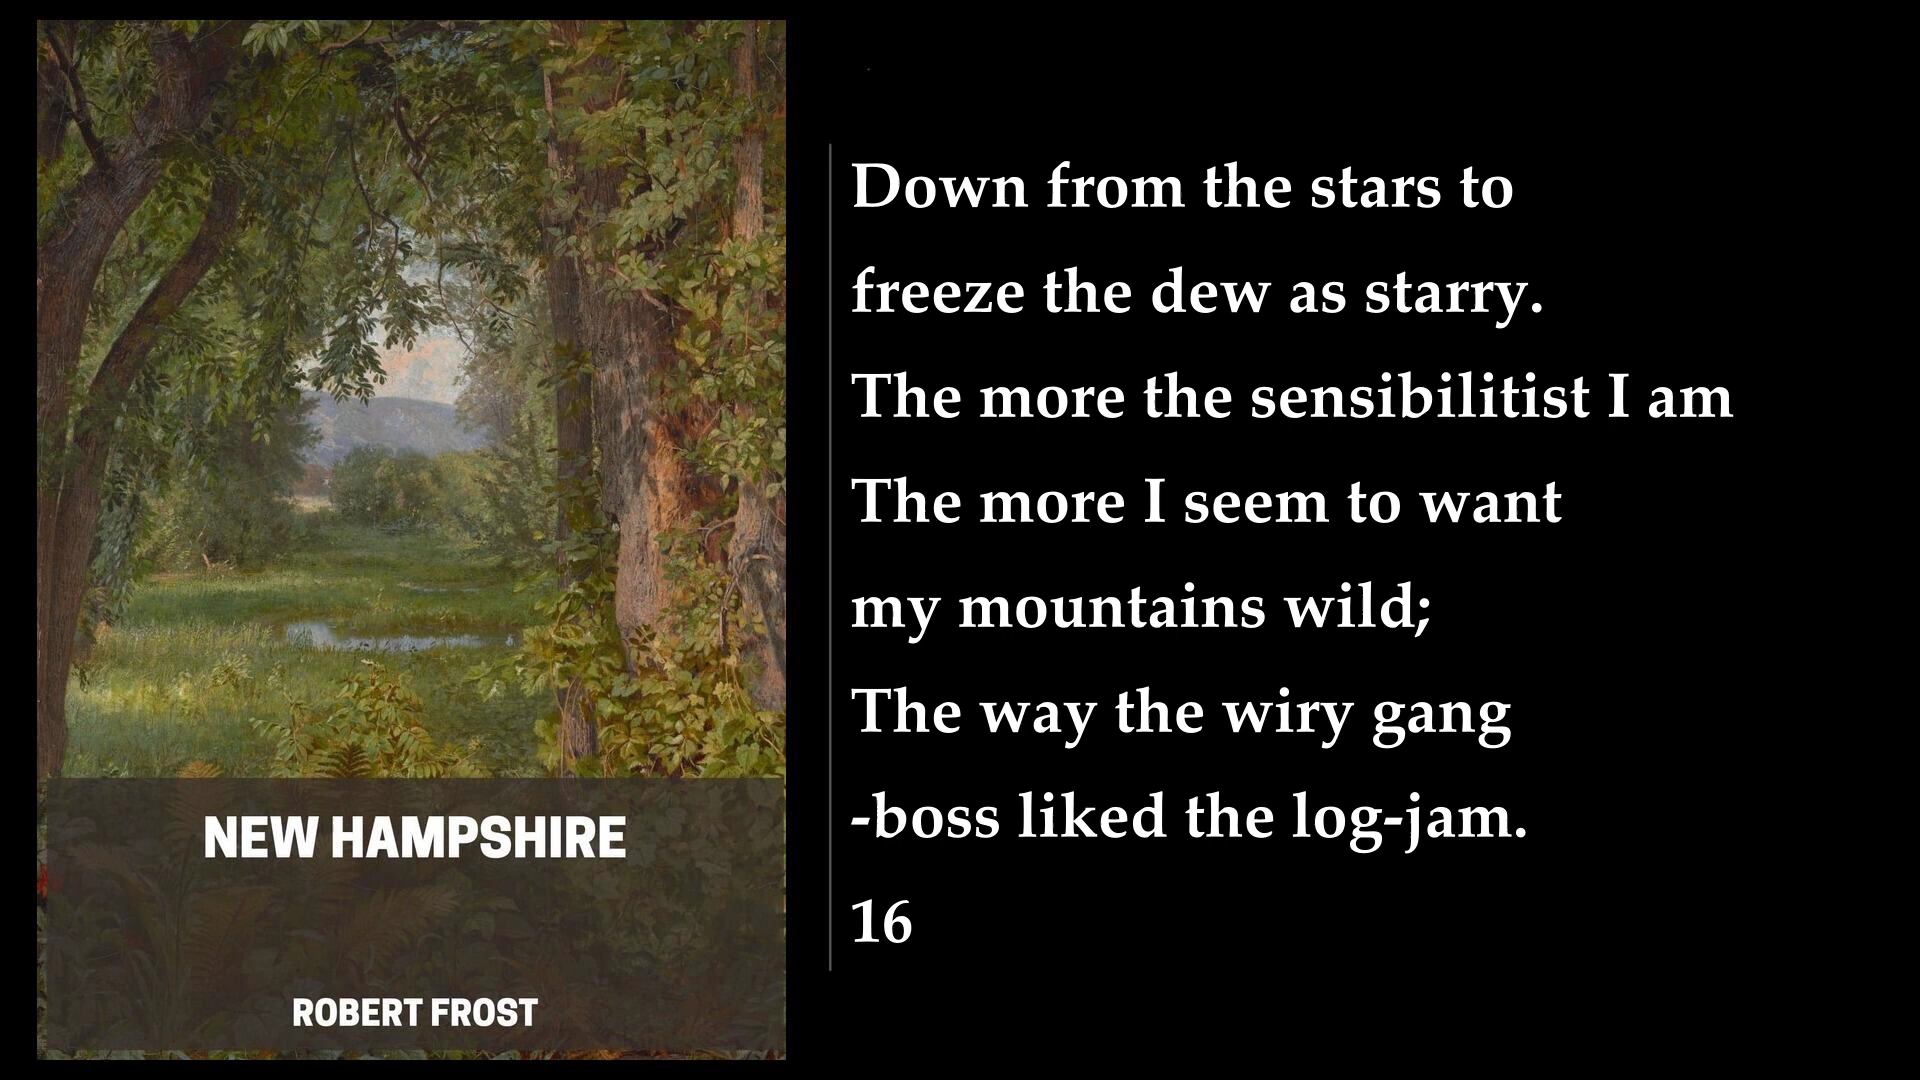 NEW HAMPSHIRE
ROBERT FROST
Down from the stars to
freeze the dew as starry.
The more the sensibilitist I am
The more I seem to want
my mountains wild;
The way the wiry gang
-boss liked the log-jam.
16